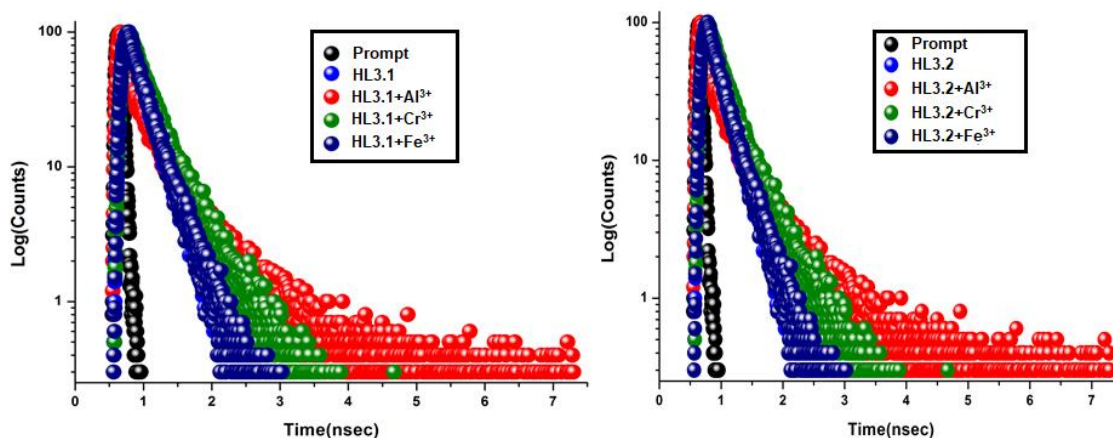 Log(Counts)
100
10
1
0 1 2 3 4 5 6 7
Time(nsec)
Prompt
HL3.1
HL3.1+Al³⁺
HL3.1+Cr³⁺
HL3.1+Fe³⁺
Log(Counts)
100
10
1
0 1 2 3 4 5 6 7
Time(nsec)
Prompt
HL3.2
HL3.2+Al³⁺
HL3.2+Cr³⁺
HL3.2+Fe³⁺